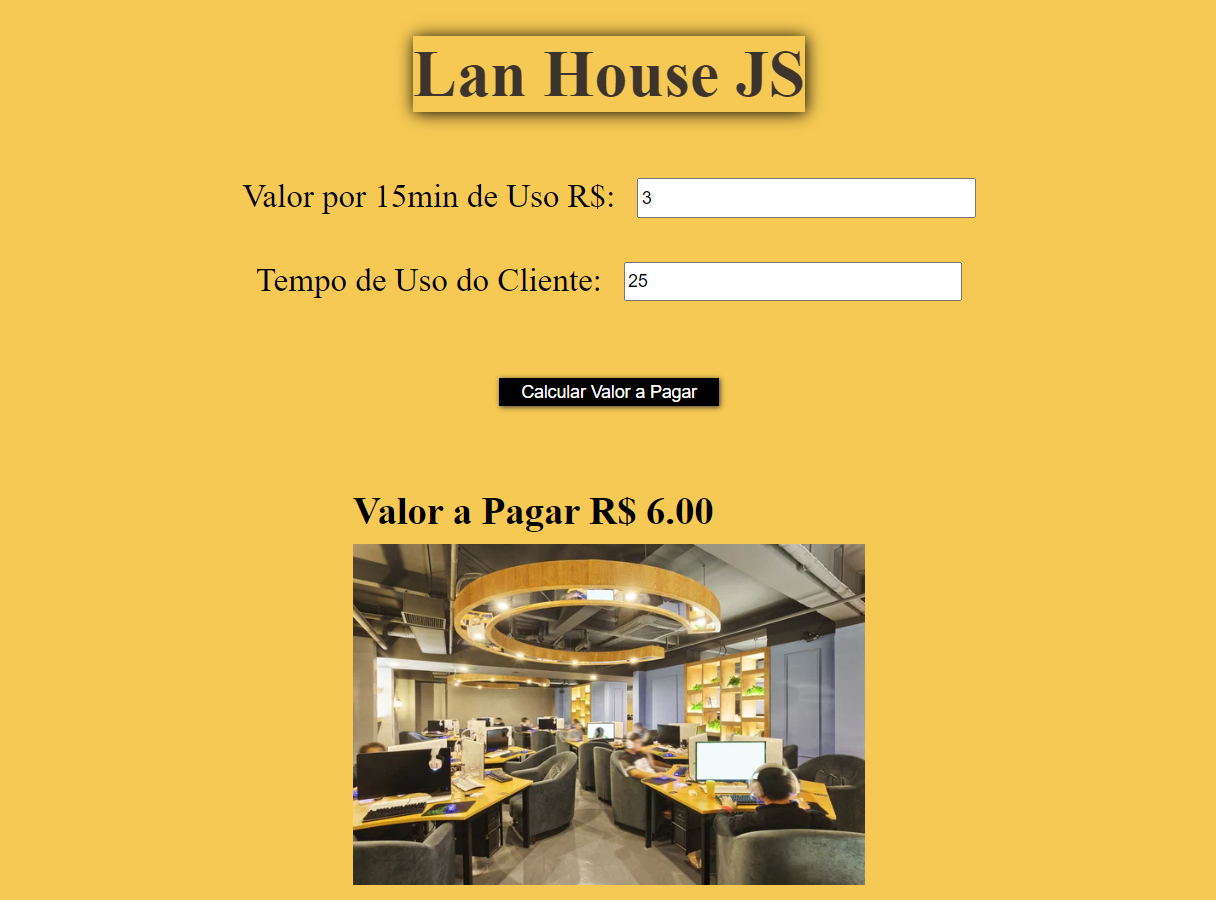 Lan House JS
Valor por 15min de Uso R$: 3
Tempo de Uso do Cliente: 25
Calcular Valor a Pagar
Valor a Pagar R$ 6.00